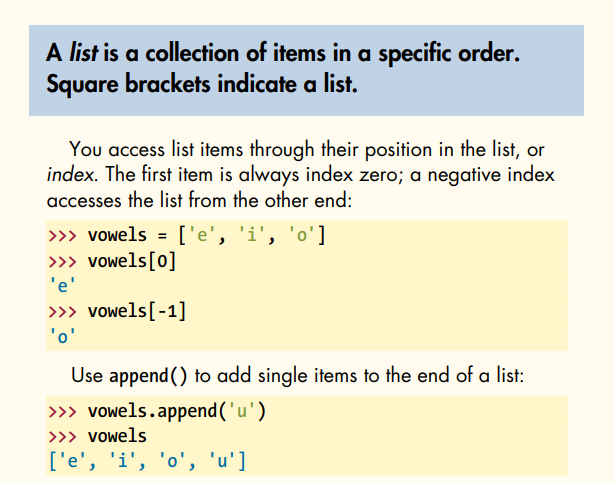 A list is a collection of items in a specific order.
Square brackets indicate a list.
You access list items through their position in the list, or
index. The first item is always index zero; a negative index
accesses the list from the other end:
>>> vowels = ['e', 'i', 'o']
>>> vowels[0]
'e'
>>> vowels[-1]
'o'
Use append() to add single items to the end of a list:
>>> vowels.append('u')
>>> vowels
['e', 'i', 'o', 'u']